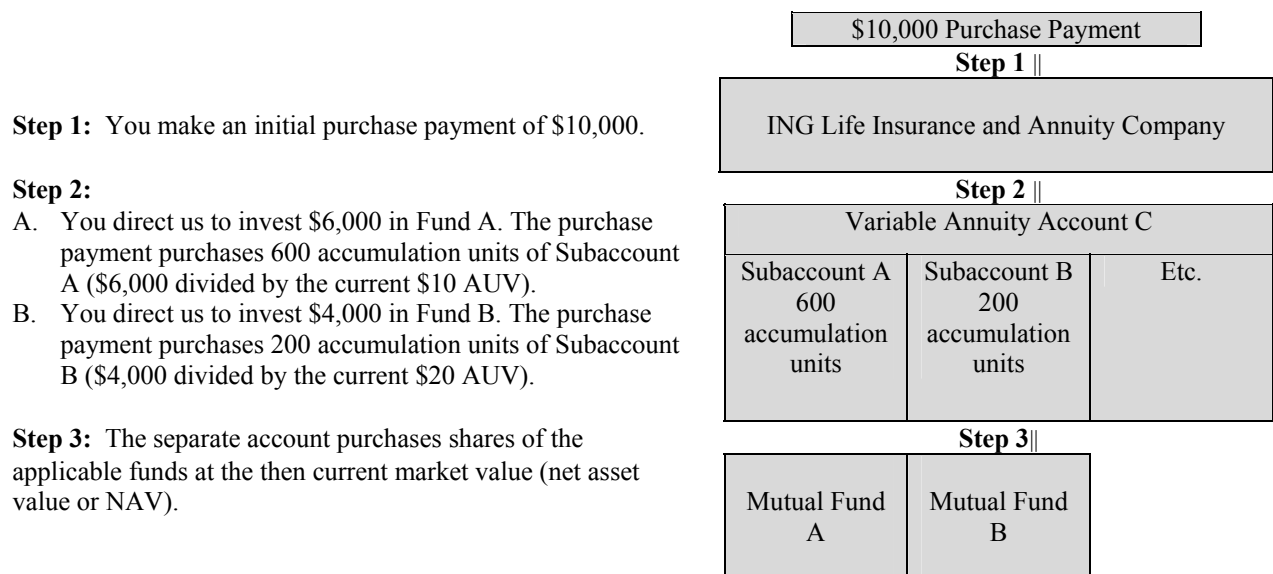 Step 1: You make an initial purchase payment of $10,000.
Step 2:
A. You direct us to invest $6,000 in Fund A. The purchase
payment purchases 600 accumulation units of Subaccount
A ($6,000 divided by the current $10 AUV).
B. You direct us to invest $4,000 in Fund B. The purchase
payment purchases 200 accumulation units of Subaccount
B ($4,000 divided by the current $20 AUV).
Step 3: The separate account purchases shares of the
applicable funds at the then current market value (net asset
value or NAV).
$10,000 Purchase Payment
Step 1 ||
ING Life Insurance and Annuity Company
Step 2 ||
Variable Annuity Account C
Subaccount A
600
accumulation
units
Subaccount B
200
accumulation
units
Etc.
Step 3||
Mutual Fund
A
Mutual Fund
B